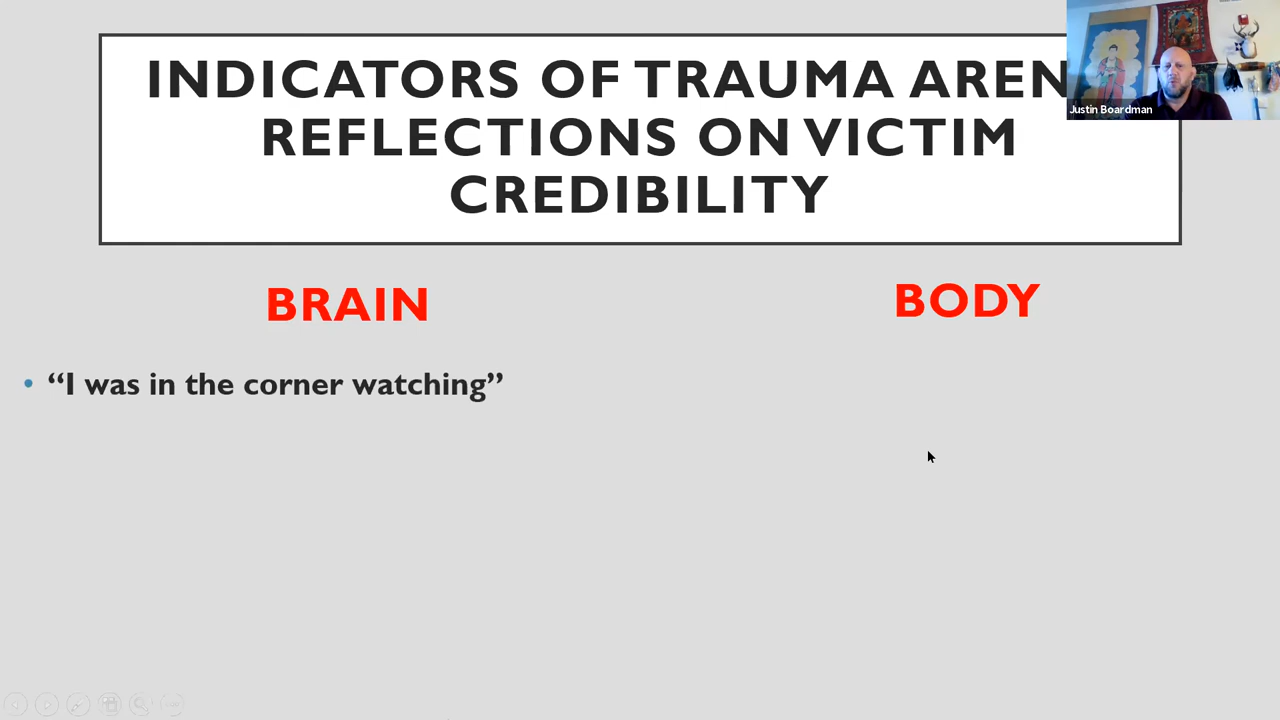 INDICATORS OF TRAUMA AREN
REFLECTIONS ON VICTIM
CREDIBILITY
Justin Boardman
BRAIN
BODY
• “I was in the corner watching”